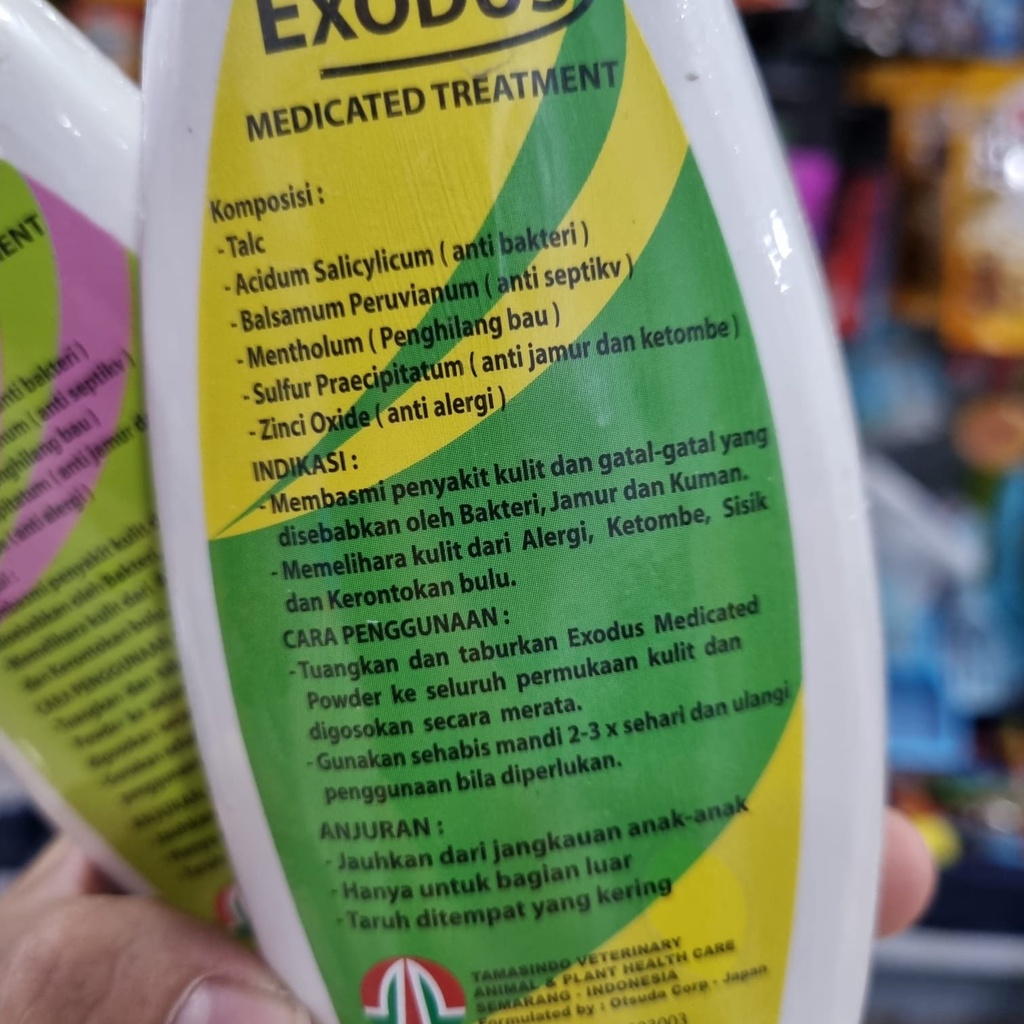 EXODUS
MEDICATED TREATMENT
Komposisi :
- Talc
- Acidum Salicylicum ( anti bakteri )
- Balsamum Peruvianum ( anti septikv )
- Mentholum ( Penghilang bau )
- Sulfur Praecipitatum ( anti jamur dan ketombe )
- Zinci Oxide ( anti alergi )
INDIKASI :
- Membasmi penyakit kulit dan gatal-gatal yang
disebabkan oleh Bakteri, Jamur dan Kuman.
- Memelihara kulit dari Alergi, Ketombe, Sisik
dan Kerontokan bulu.
CARA PENGGUNAAN :
- Tuangkan dan taburkan Exodus Medicated
Powder ke seluruh permukaan kulit dan
digosokan secara merata.
- Gunakan sehabis mandi 2-3 x sehari dan ulangi
penggunaan bila diperlukan.
ANJURAN :
- Jauhkan dari jangkauan anak-anak
- Hanya untuk bagian luar
- Taruh ditempat yang kering
TAMASINDO VETERINARY
ANIMAL & PLANT HEALTH CARE
SEMARANG - INDONESIA
Formulated by : Otsuda Corp - Japan